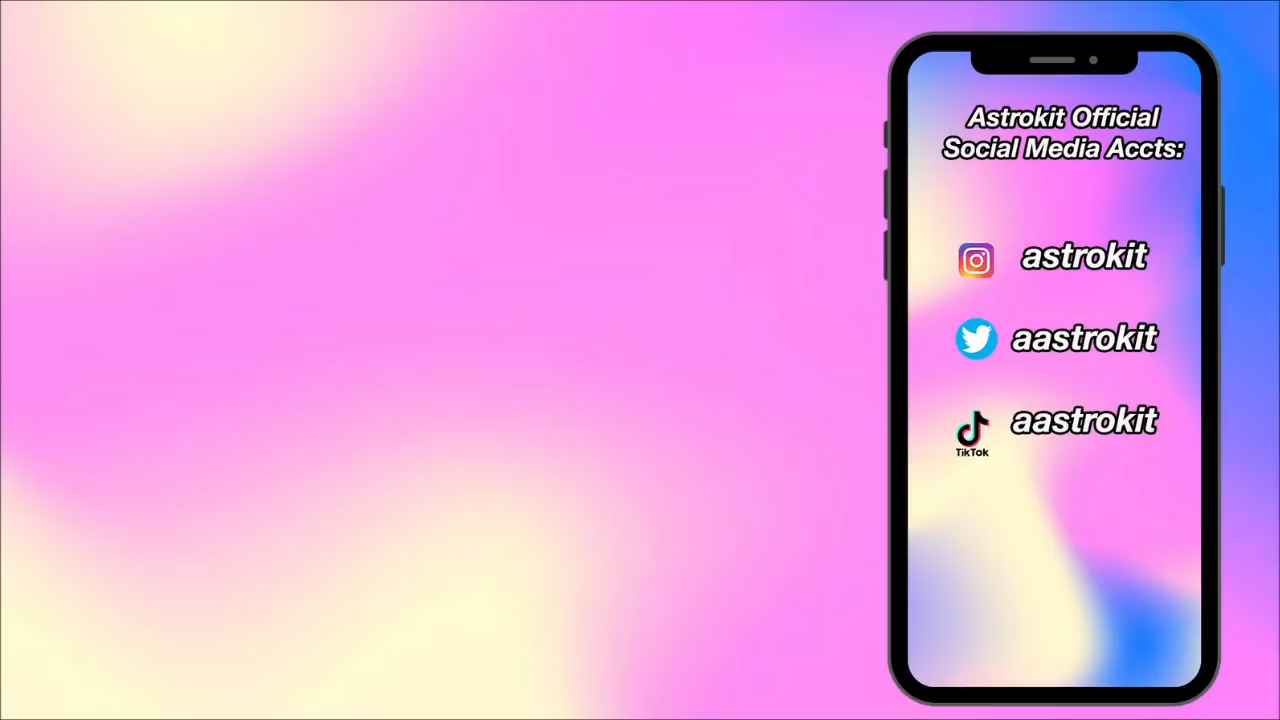 Astrokit Official
Social Media Accts:
astrokit
aastrokit
aastrokit
TikTok